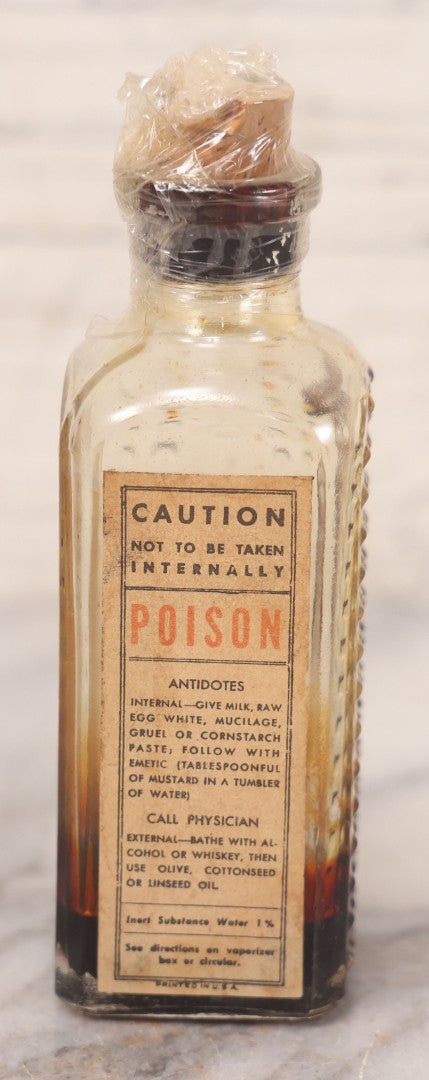 CAUTION
NOT TO BE TAKEN
INTERNALLY
POISON
ANTIDOTES
INTERNAL—GIVE MILK, RAW
EGG WHITE, MUCILAGE,
GRUEL OR CORNSTARCH
PASTE; FOLLOW WITH
EMETIC (TABLESPOONFUL
OF MUSTARD IN A TUMBLER
OF WATER)
CALL PHYSICIAN
EXTERNAL—BATHE WITH AL-
COHOL OR WHISKEY, THEN
USE OLIVE, COTTONSEED
OR LINSEED OIL.
Inert Substance Water 1%
See directions on vaporizer
box or circular.
PRINTED IN U.S.A.